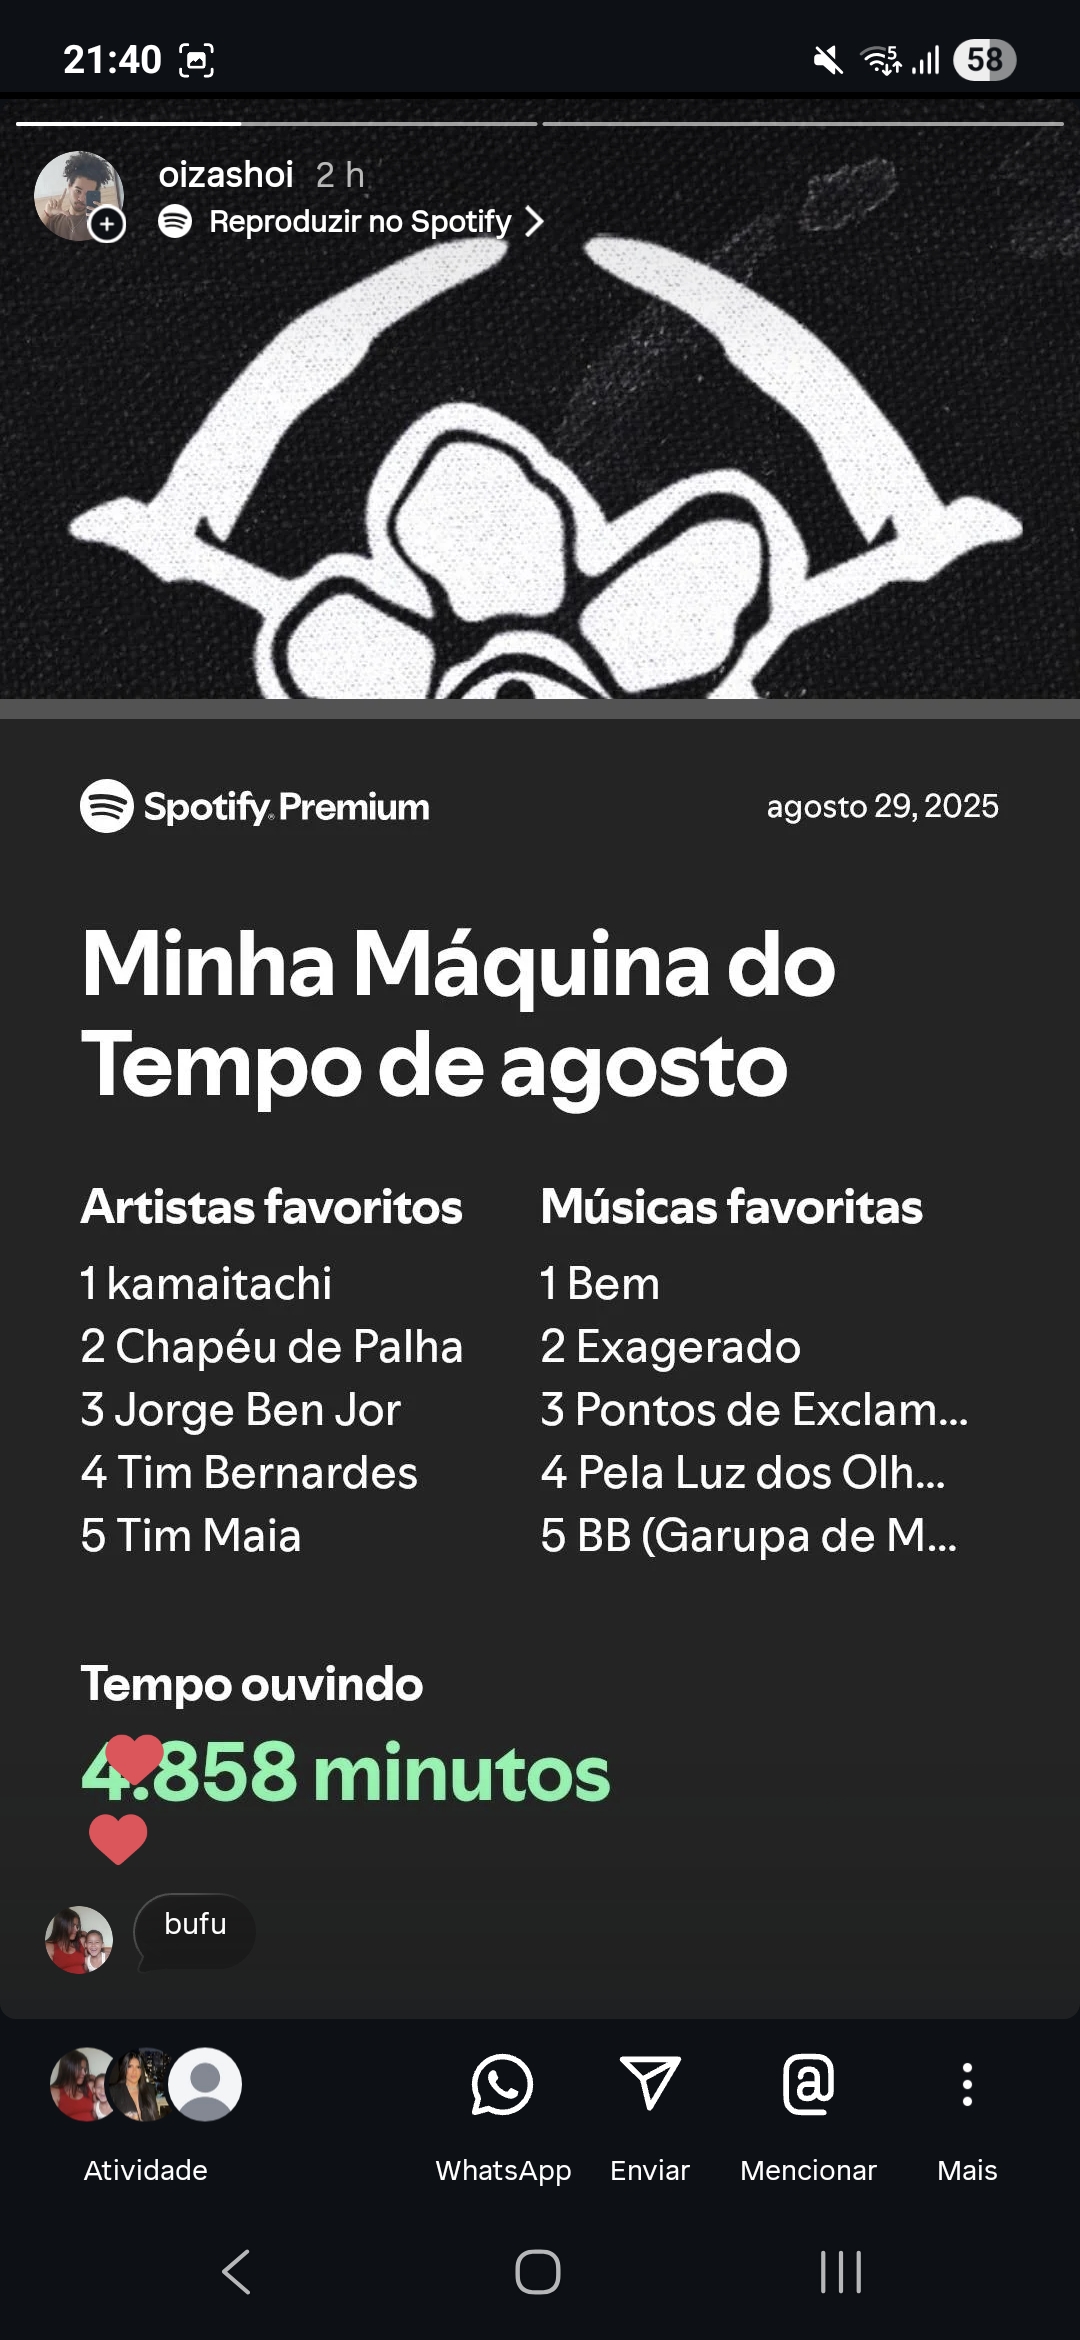 21:40
5
58
oizashoi 2 h
Reproduzir no Spotify
Spotify Premium
agosto 29, 2025
Minha Máquina do
Tempo de agosto
Artistas favoritos
1 kamaitachi
2 Chapéu de Palha
3 Jorge Ben Jor
4 Tim Bernardes
5 Tim Maia
Músicas favoritas
1 Bem
2 Exagerado
3 Pontos de Exclam...
4 Pela Luz dos Olh...
5 BB (Garupa de M...
Tempo ouvindo
4.858 minutos
bufu
Atividade
WhatsApp
Enviar
Mencionar
Mais